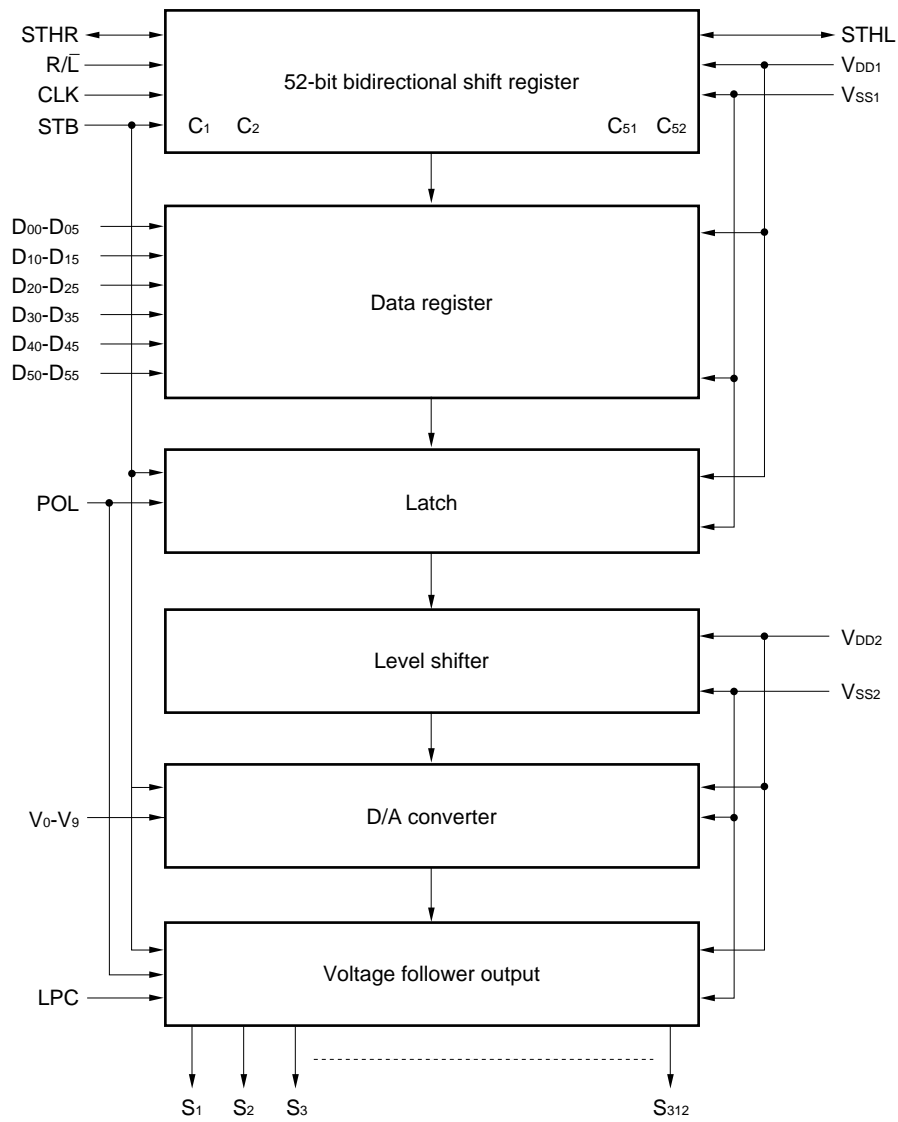 STHR
STHL
R/L̅
VDD1
52-bit bidirectional shift register
CLK
VSS1
STB
C1 C2 C51 C52
D00-D05
D10-D15
D20-D25
Data register
D30-D35
D40-D45
D50-D55
POL
Latch
VDD2
Level shifter
VSS2
V0-V9
D/A converter
Voltage follower output
LPC
S1 S2 S3 S312